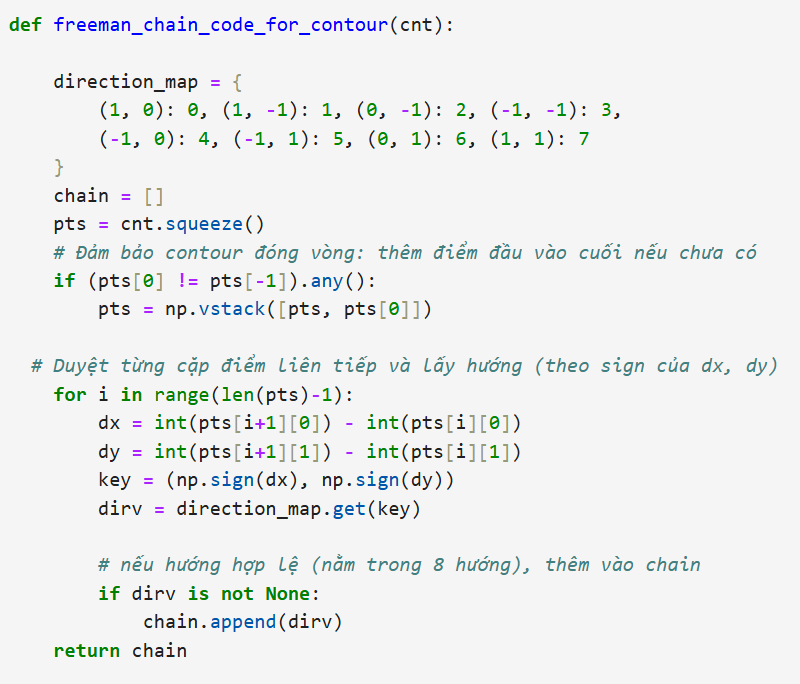 def freeman_chain_code_for_contour(cnt):
    direction_map = {
        (1, 0): 0, (1, -1): 1, (0, -1): 2, (-1, -1): 3,
        (-1, 0): 4, (-1, 1): 5, (0, 1): 6, (1, 1): 7
    }
    chain = []
    pts = cnt.squeeze()
    # Đảm bảo contour đóng vòng: thêm điểm đầu vào cuối nếu chưa có
    if (pts[0] != pts[-1]).any():
        pts = np.vstack([pts, pts[0]])
  # Duyệt từng cặp điểm liên tiếp và lấy hướng (theo sign của dx, dy)
    for i in range(len(pts)-1):
        dx = int(pts[i+1][0]) - int(pts[i][0])
        dy = int(pts[i+1][1]) - int(pts[i][1])
        key = (np.sign(dx), np.sign(dy))
        dirv = direction_map.get(key)
        # nếu hướng hợp lệ (nằm trong 8 hướng), thêm vào chain
        if dirv is not None:
            chain.append(dirv)
    return chain